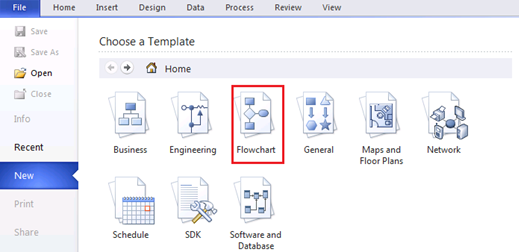 File Home Insert Design Data Process Review View
Save
Save As
Open
Close
Info
Recent
New
Print
Share
Choose a Template
Home
Business Engineering Flowchart General Maps and Floor Plans Network
Schedule SDK Software and Database